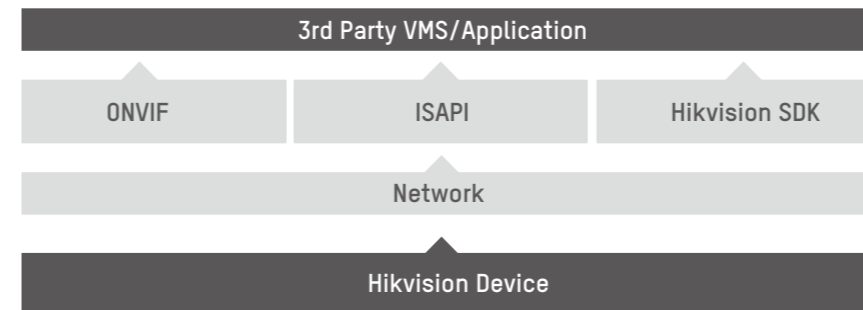 3rd Party VMS/Application
ONVIF
ISAPI
Hikvision SDK
Network
Hikvision Device